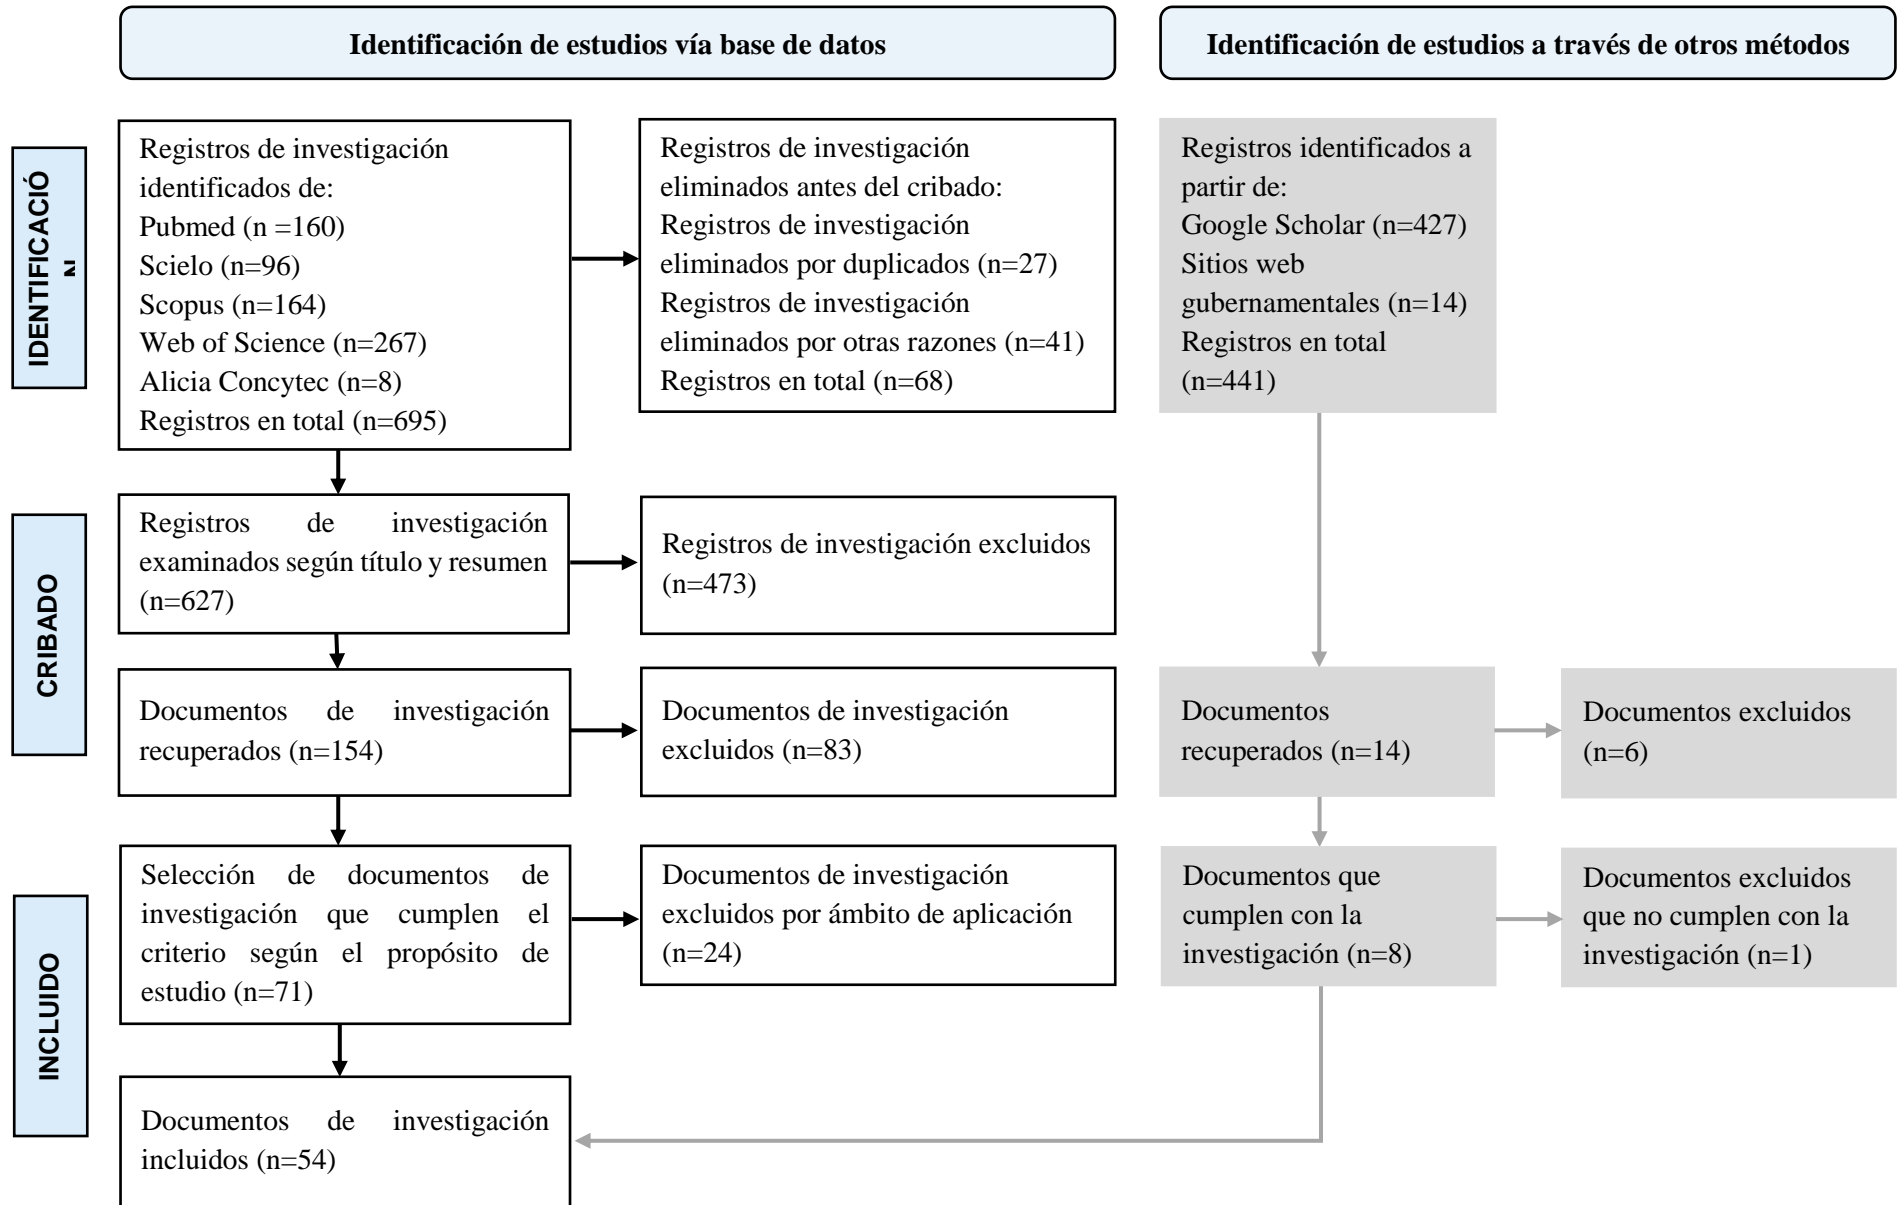 Identificación de estudios vía base de datos
Identificación de estudios a través de otros métodos
IDENTIFICACIÓ
N
Registros de investigación
identificados de:
Pubmed (n =160)
Scielo (n=96)
Scopus (n=164)
Web of Science (n=267)
Alicia Concytec (n=8)
Registros en total (n=695)
Registros de investigación
eliminados antes del cribado:
Registros de investigación
eliminados por duplicados (n=27)
Registros de investigación
eliminados por otras razones (n=41)
Registros en total (n=68)
Registros identificados a
partir de:
Google Scholar (n=427)
Sitios web
gubernamentales (n=14)
Registros en total
(n=441)
CRIBADO
Registros de investigación
examinados según título y resumen
(n=627)
Registros de investigación excluidos
(n=473)
Documentos de investigación
recuperados (n=154)
Documentos de investigación
excluidos (n=83)
Documentos
recuperados (n=14)
Documentos excluidos
(n=6)
INCLUIDO
Selección de documentos de
investigación que cumplen el
criterio según el propósito de
estudio (n=71)
Documentos de investigación
excluidos por ámbito de aplicación
(n=24)
Documentos que
cumplen con la
investigación (n=8)
Documentos excluidos
que no cumplen con la
investigación (n=1)
Documentos de investigación
incluidos (n=54)